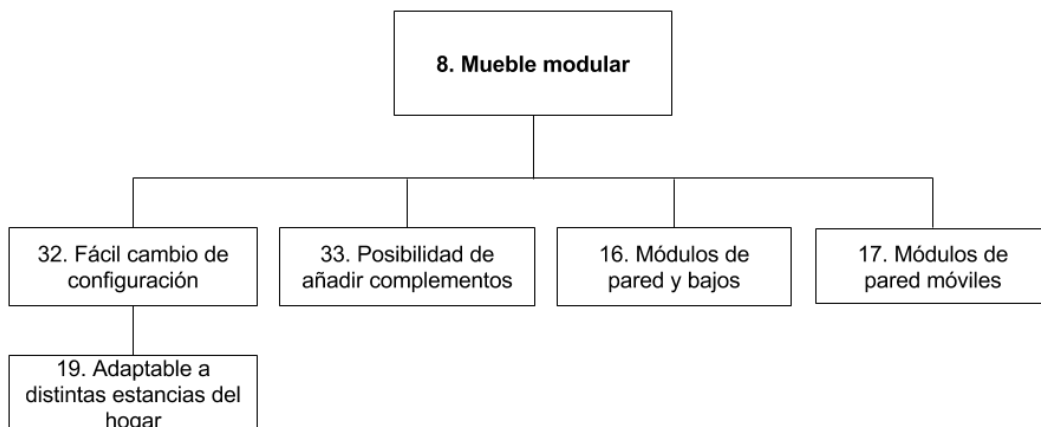 8. Mueble modular
32. Fácil cambio de
configuración
33. Posibilidad de
añadir complementos
16. Módulos de
pared y bajos
17. Módulos de
pared móviles
19. Adaptable a
distintas estancias del
hogar